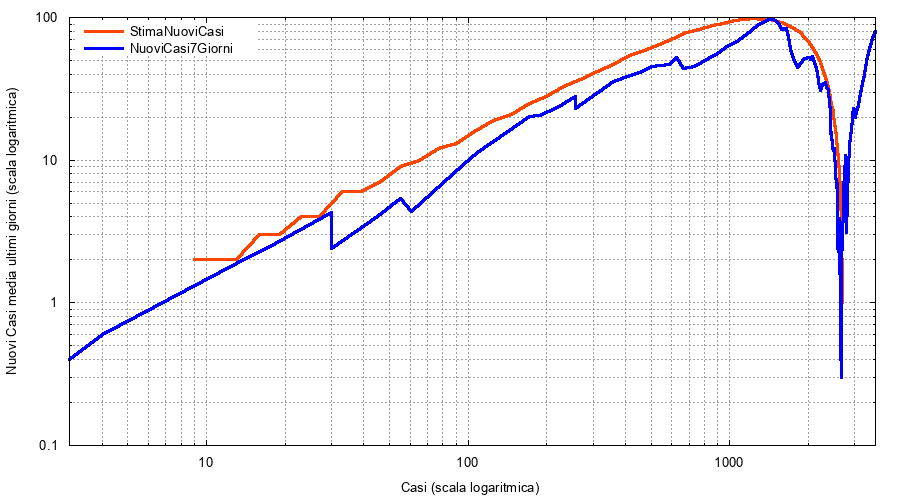 StimaNuoviCasi
NuoviCasi7Giorni
100
10
1
0.1
10
100
1000
Nuovi Casi media ultimi giorni (scala logaritmica)
Casi (scala logaritmica)